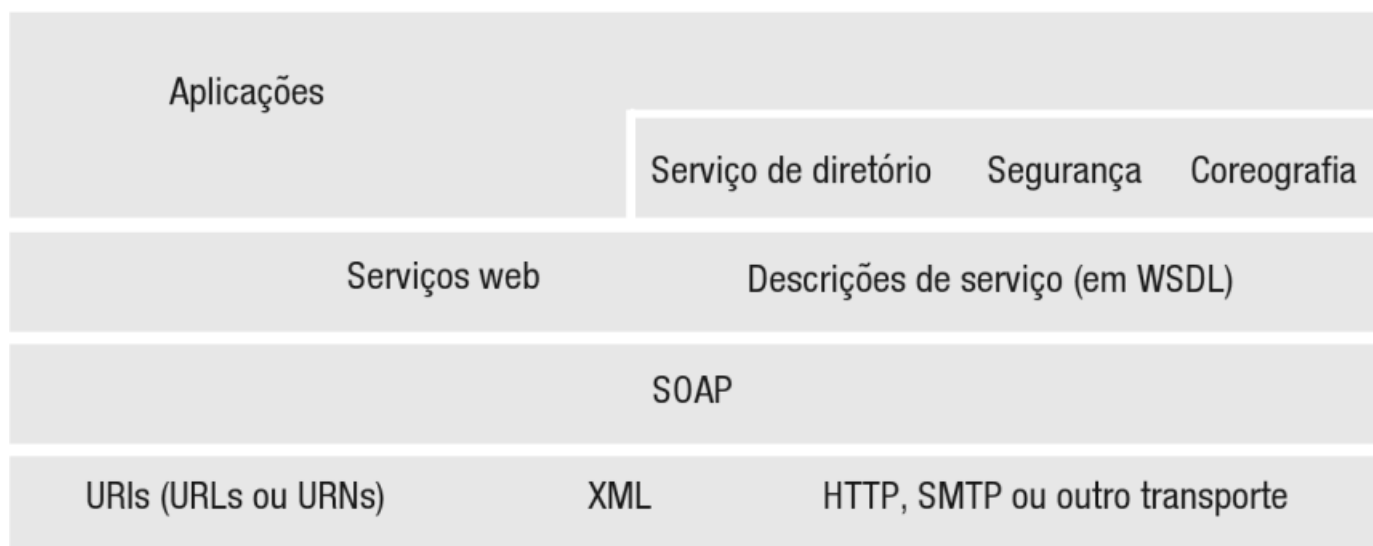 Aplicações
Serviço de diretório Segurança Coreografia
Serviços web Descrições de serviço (em WSDL)
SOAP
URIs (URLs ou URNs) XML HTTP, SMTP ou outro transporte